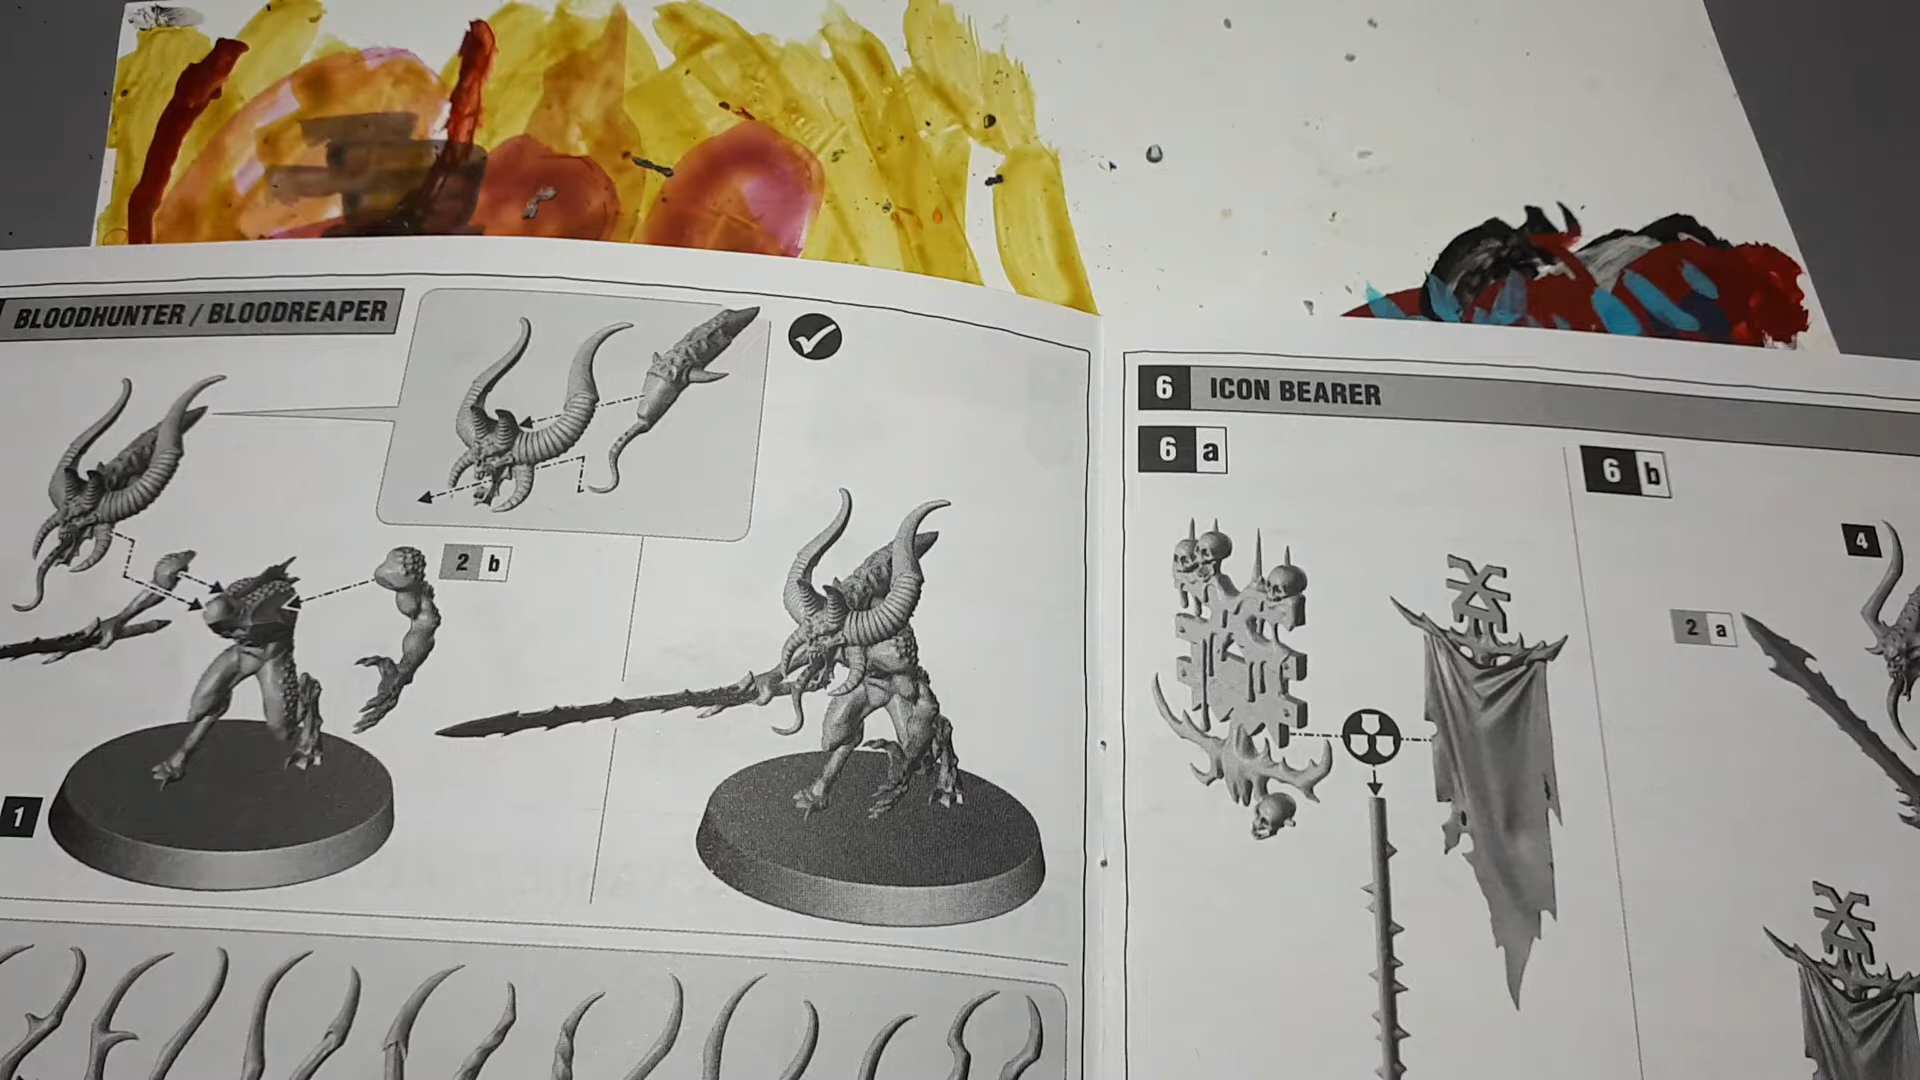 BLOODHUNTER / BLOODREAPER
2 b
1
6 ICON BEARER
6 a
6 b
4
2 a